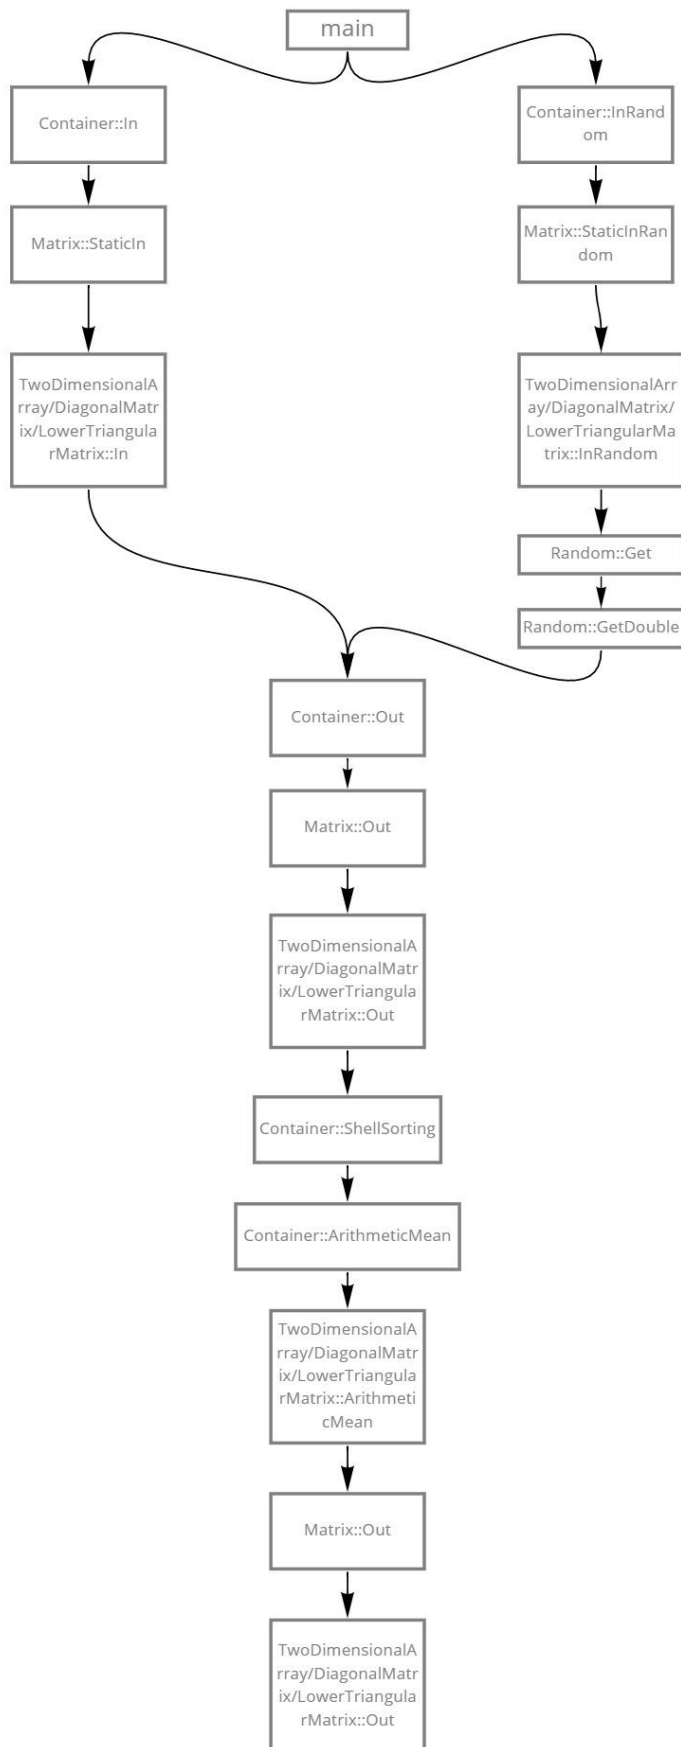 main
Container::In
Container::InRand
om
Matrix::StaticIn
Matrix::StaticInRan
dom
TwoDimensionalA
rray/DiagonalMatr
ix/LowerTriangula
rMatrix::In
TwoDimensionalArr
ay/DiagonalMatrix/
LowerTriangularMa
trix::InRandom
Random::Get
Random::GetDouble
Container::Out
Matrix::Out
TwoDimensionalA
rray/DiagonalMatr
ix/LowerTriangula
rMatrix::Out
Container::ShellSorting
Container::ArithmeticMean
TwoDimensionalA
rray/DiagonalMatr
ix/LowerTriangula
rMatrix::Arithmeti
cMean
Matrix::Out
TwoDimensionalA
rray/DiagonalMatr
ix/LowerTriangula
rMatrix::Out